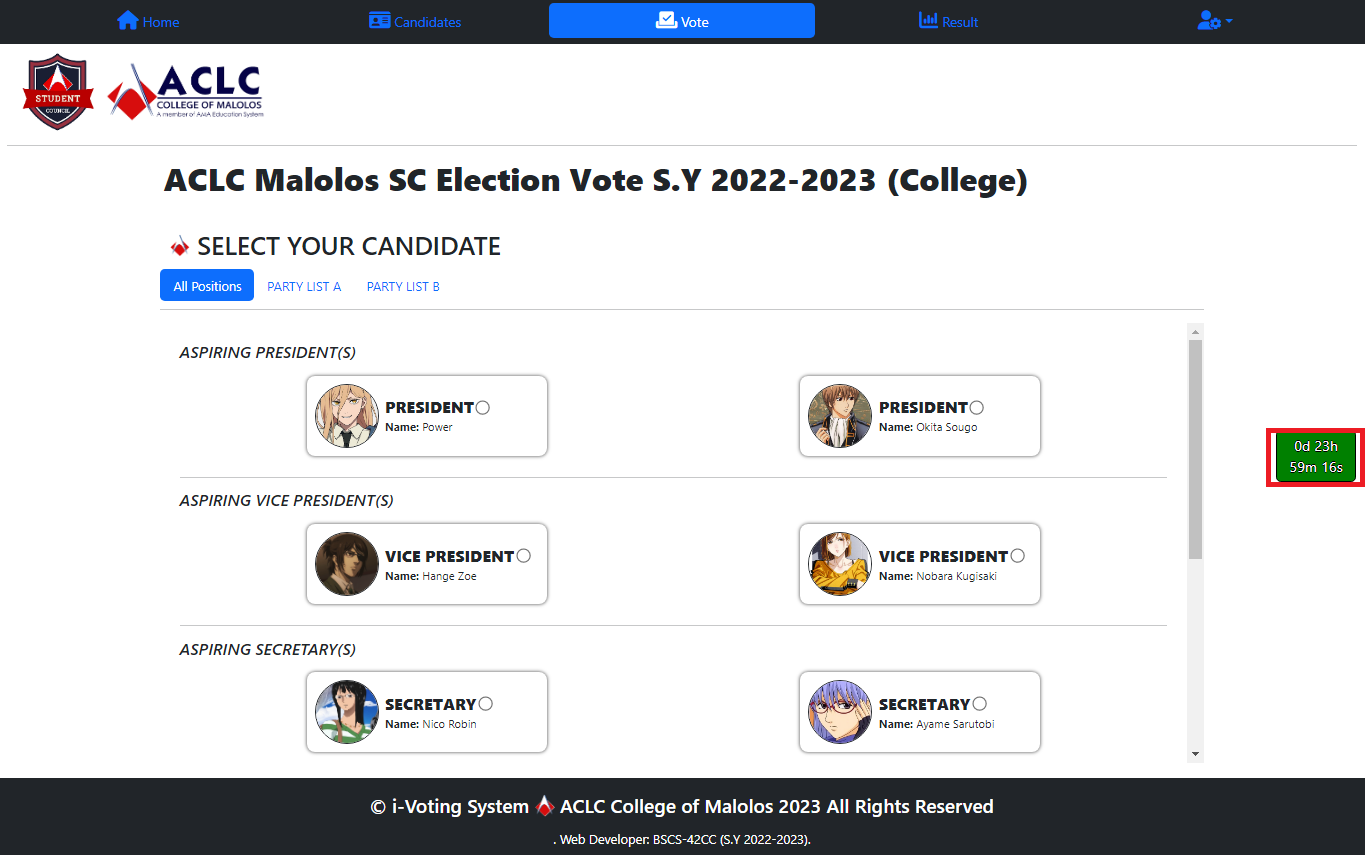 Home Candidates Vote Result
STUDENT
COUNCIL
ACLC
COLLEGE OF MALOLOS
A member of AMA Education System
ACLC Malolos SC Election Vote S.Y 2022-2023 (College)
SELECT YOUR CANDIDATE
All Positions PARTY LIST A PARTY LIST B
ASPIRING PRESIDENT(S)
PRESIDENT
Name: Power
PRESIDENT
Name: Okita Sougo
0d 23h
59m 16s
ASPIRING VICE PRESIDENT(S)
VICE PRESIDENT
Name: Hange Zoe
VICE PRESIDENT
Name: Nobara Kugisaki
ASPIRING SECRETARY(S)
SECRETARY
Name: Nico Robin
SECRETARY
Name: Ayame Sarutobi
© i-Voting System ACLC College of Malolos 2023 All Rights Reserved
. Web Developer: BSCS-42CC (S.Y 2022-2023).